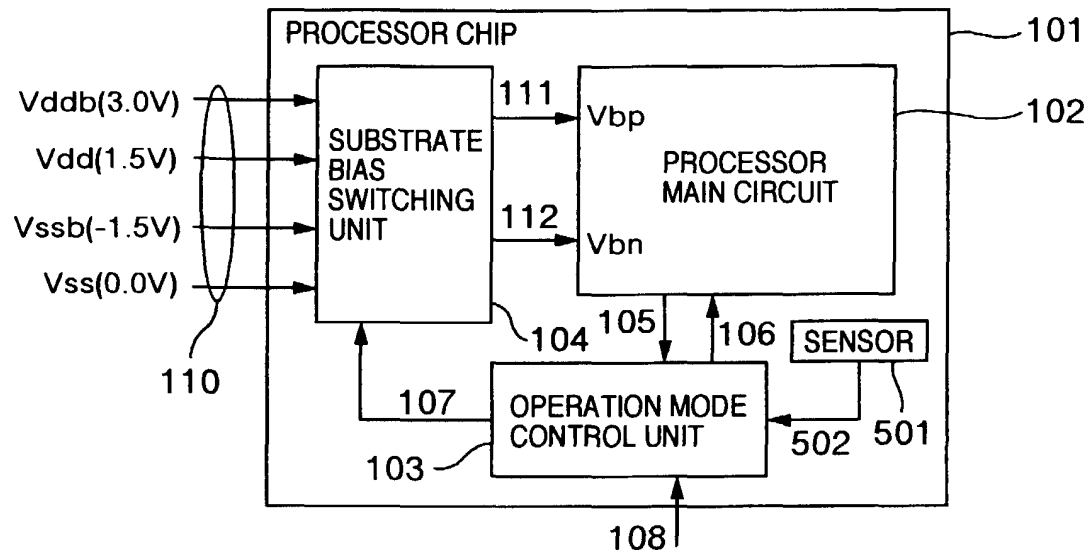 PROCESSOR CHIP
101
Vddb(3.0V)
Vdd(1.5V)
Vssb(-1.5V)
Vss(0.0V)
110
SUBSTRATE
BIAS
SWITCHING
UNIT
104
111
112
Vbp
Vbn
PROCESSOR
MAIN CIRCUIT
102
105
106
SENSOR
501
502
107
OPERATION MODE
CONTROL UNIT
103
108